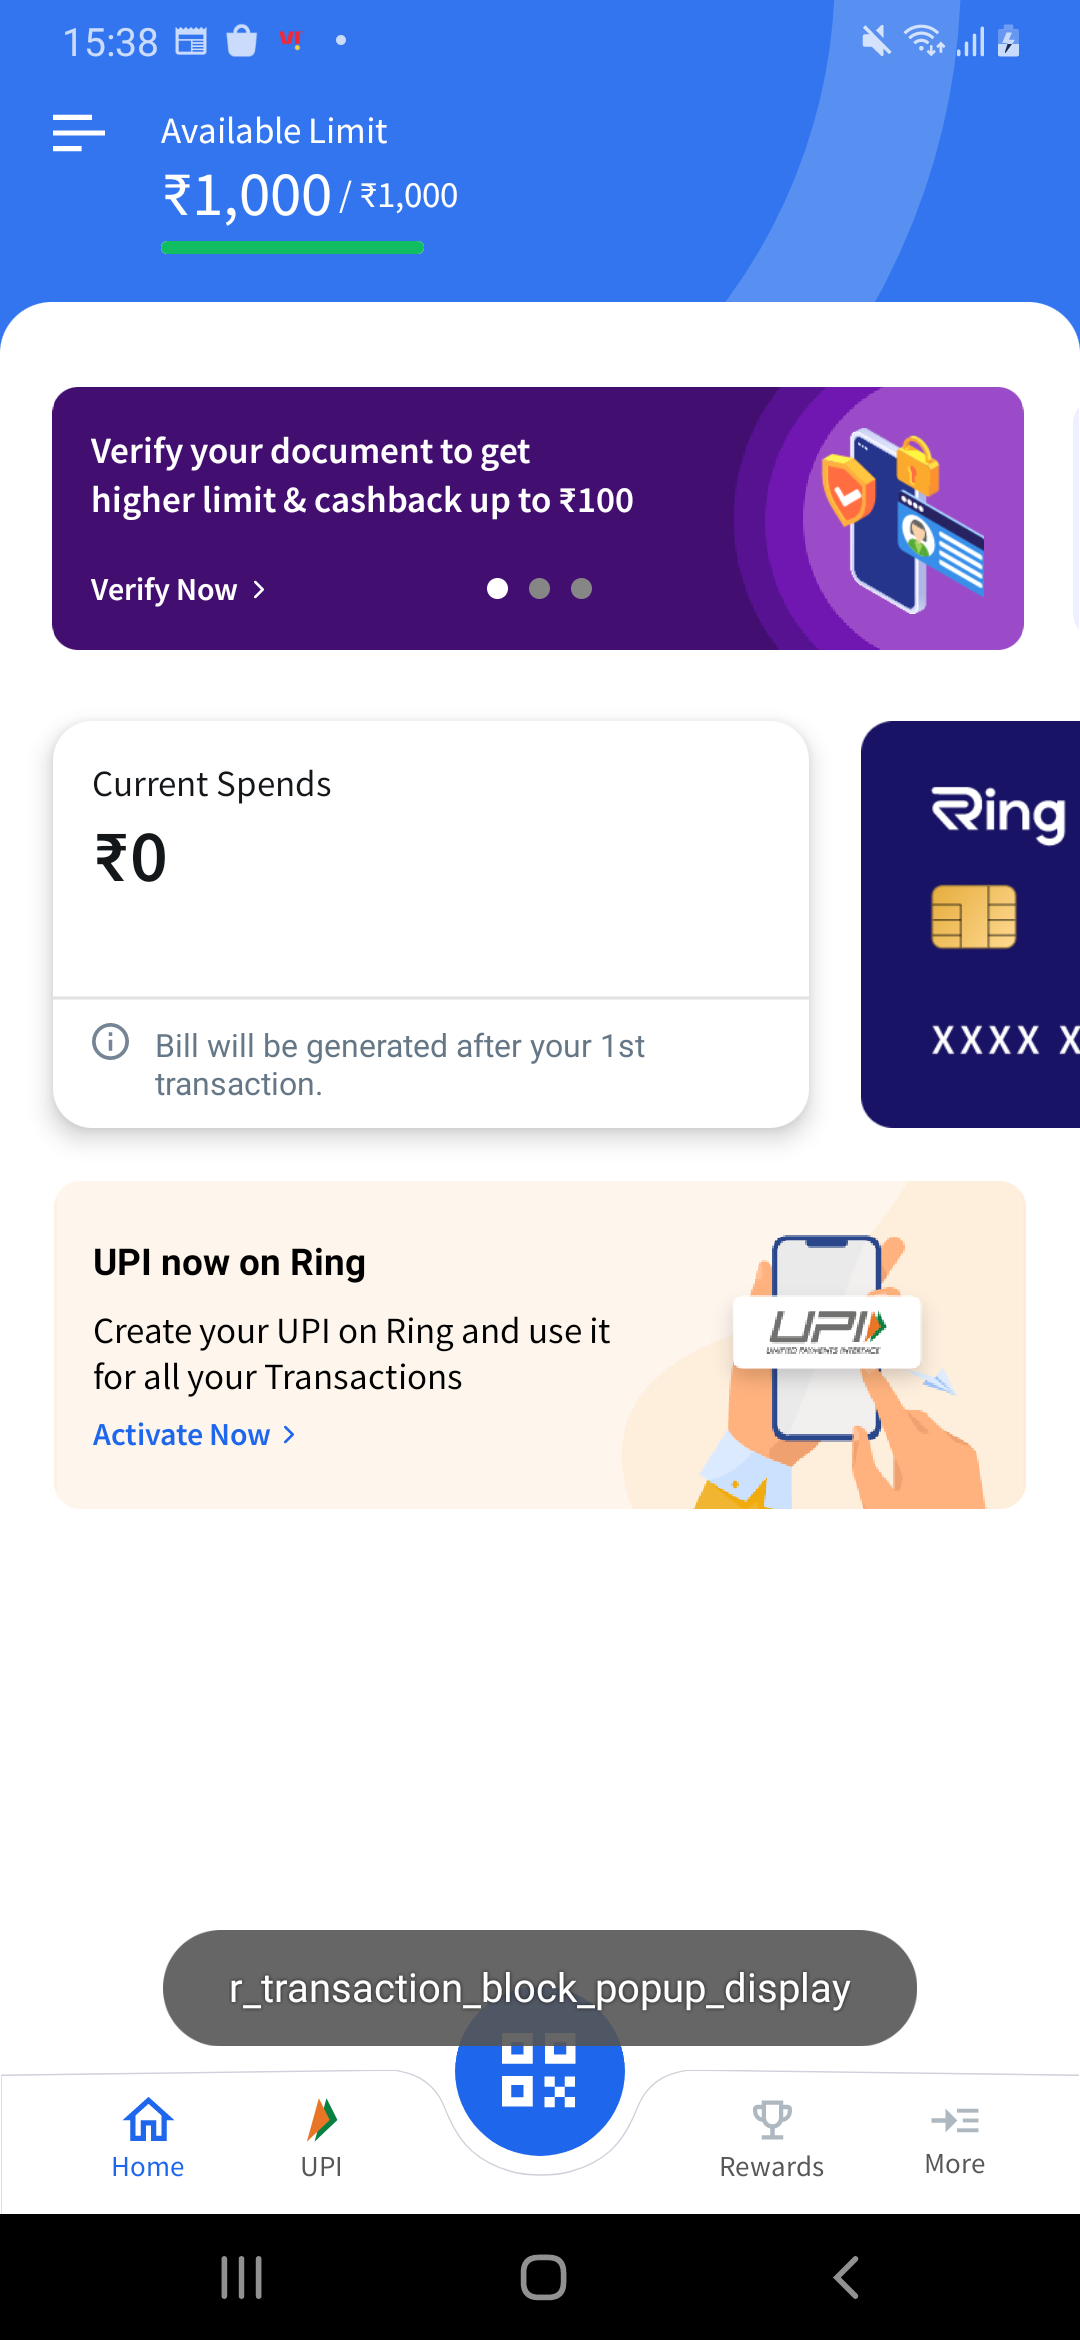 15:38
Available Limit
₹1,000 / ₹1,000
Verify your document to get
higher limit & cashback up to ₹100
Verify Now
Current Spends
₹0
Bill will be generated after your 1st
transaction.
Ring
XXXX X
UPI now on Ring
Create your UPI on Ring and use it
for all your Transactions
Activate Now
UPI
UNIFIED PAYMENTS INTERFACE
r_transaction_block_popup_display
Home
UPI
Rewards
More